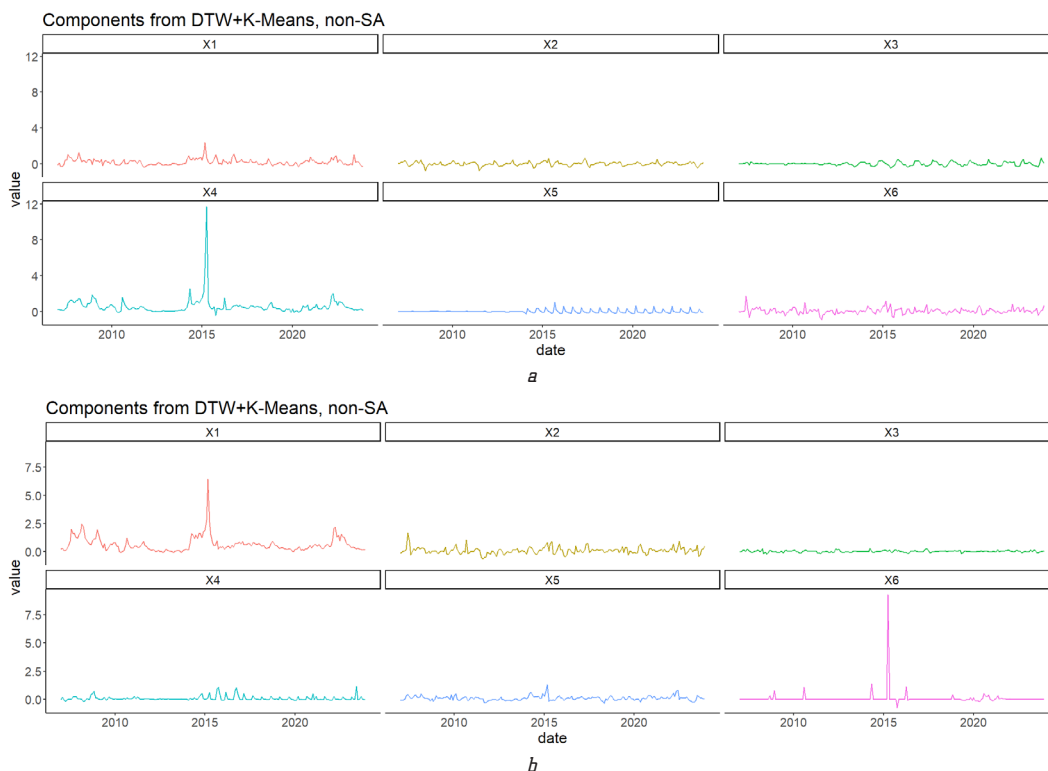 Components from DTW+K-Means, non-SA
X1 X2 X3
12
8
4
0
X4 X5 X6
12
8
4
0
value
2010 2015 2020 2010 2015 2020 2010 2015 2020
date
a
Components from DTW+K-Means, non-SA
X1 X2 X3
7.5
5.0
2.5
0.0
X4 X5 X6
7.5
5.0
2.5
0.0
value
2010 2015 2020 2010 2015 2020 2010 2015 2020
date
b